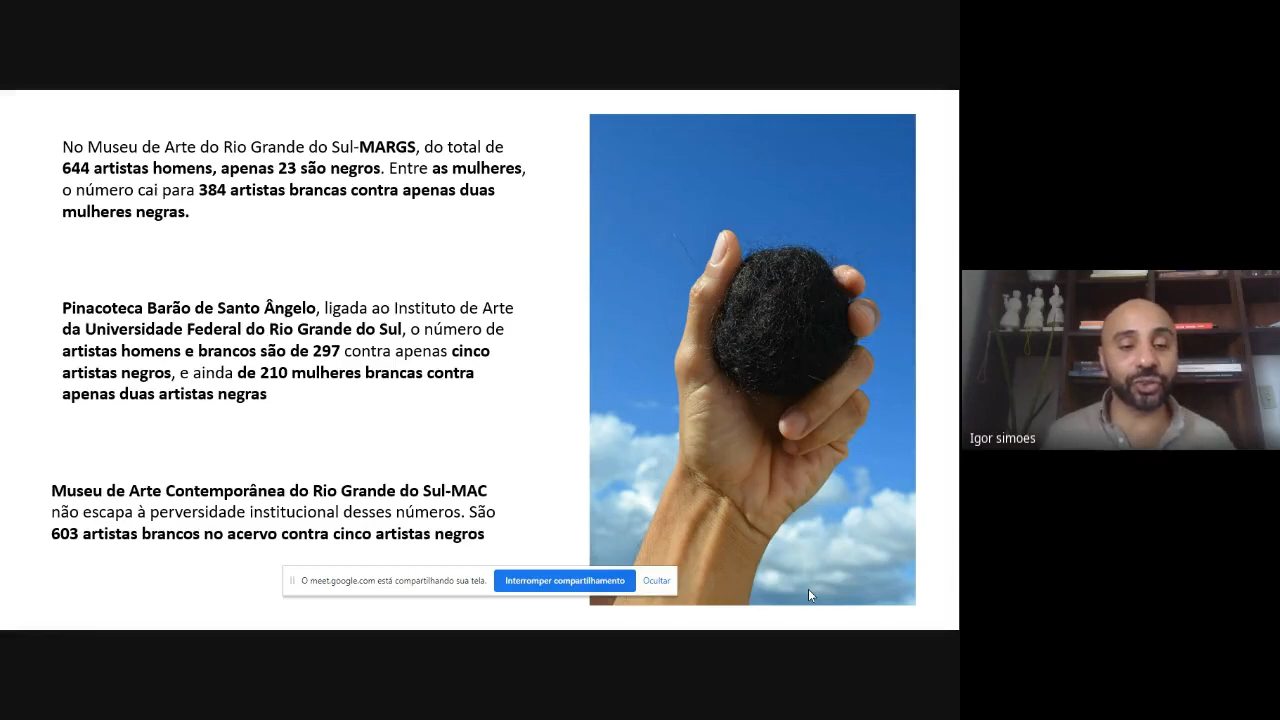 No Museu de Arte do Rio Grande do Sul-MARGS, do total de
644 artistas homens, apenas 23 são negros. Entre as mulheres,
o número cai para 384 artistas brancas contra apenas duas
mulheres negras.
Pinacoteca Barão de Santo Ângelo, ligada ao Instituto de Arte
da Universidade Federal do Rio Grande do Sul, o número de
artistas homens e brancos são de 297 contra apenas cinco
artistas negros, e ainda de 210 mulheres brancas contra
apenas duas artistas negras
Museu de Arte Contemporânea do Rio Grande do Sul-MAC
não escapa à perversidade institucional desses números. São
603 artistas brancos no acervo contra cinco artistas negros
O meet.google.com está compartilhando sua tela.
Interromper compartilhamento
Ocultar
Igor simoes